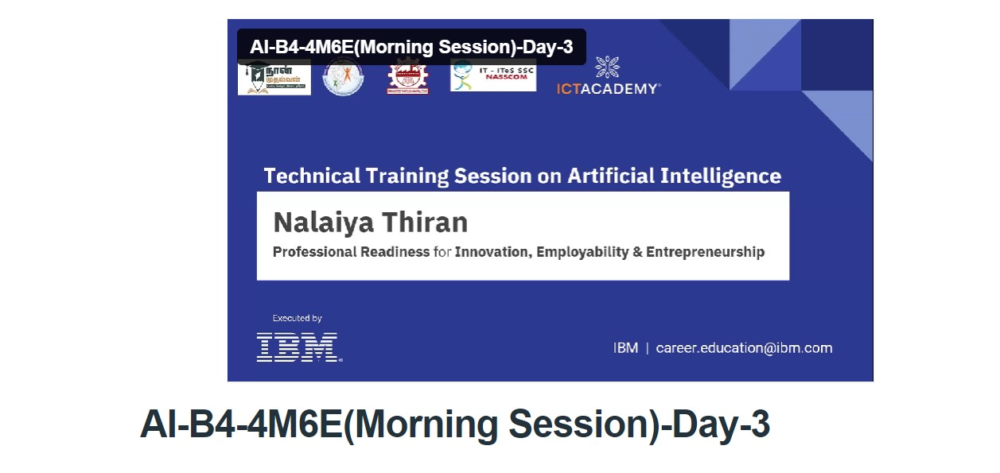 AI-B4-4M6E(Morning Session)-Day-3
நான்
முதல்வன்
IT - ITeS SSC
NASSCOM
ICTACADEMY®
Technical Training Session on Artificial Intelligence
Nalaiya Thiran
Professional Readiness for Innovation, Employability & Entrepreneurship
Executed by
IBM®
IBM | career.education@ibm.com
AI-B4-4M6E(Morning Session)-Day-3